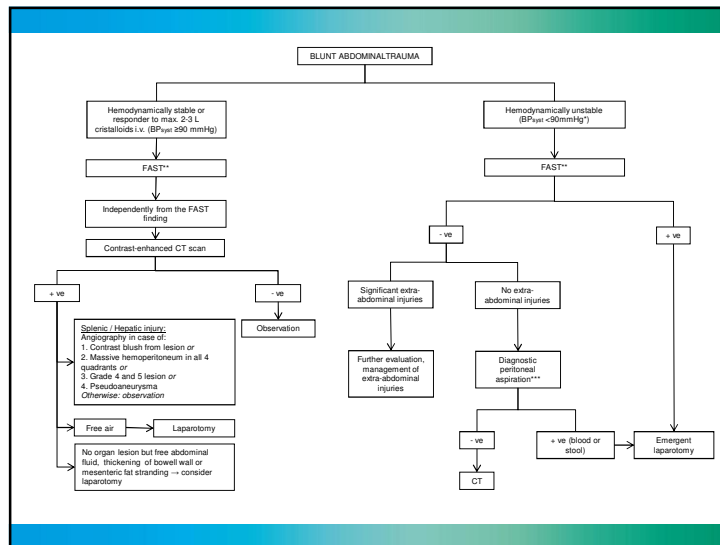 BLUNT ABDOMINALTRAUMA
Hemodynamically stable or
responder to max. 2-3 L
cristalloids i.v. (BPsyst ≥90 mmHg)
FAST**
Independently from the FAST
finding
Contrast-enhanced CT scan
+ ve
- ve
Splenic / Hepatic injury:
Angiography in case of:
1. Contrast blush from lesion or
2. Massive hemoperitoneum in all 4
quadrants or
3. Grade 4 and 5 lesion or
4. Pseudoaneurysma
Otherwise: observation
Observation
Free air
Laparotomy
No organ lesion but free abdominal
fluid, thickening of bowell wall or
mesenteric fat stranding → consider
laparotomy
Hemodynamically unstable
(BPsyst <90mmHg*)
FAST**
- ve
+ ve
Significant extra-
abdominal injuries
No extra-
abdominal injuries
Further evaluation,
management of
extra-abdominal
injuries
Diagnostic
peritoneal
aspiration***
- ve
+ ve (blood or
stool)
Emergent
laparotomy
CT